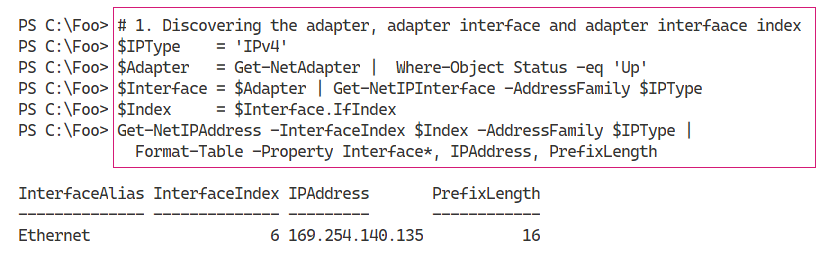 PS C:\Foo> # 1. Discovering the adapter, adapter interface and adapter interfaace index
PS C:\Foo> $IPType    = 'IPv4'
PS C:\Foo> $Adapter   = Get-NetAdapter |  Where-Object Status -eq 'Up'
PS C:\Foo> $Interface = $Adapter | Get-NetIPInterface -AddressFamily $IPType
PS C:\Foo> $Index     = $Interface.IfIndex
PS C:\Foo> Get-NetIPAddress -InterfaceIndex $Index -AddressFamily $IPType |
             Format-Table -Property Interface*, IPAddress, PrefixLength
InterfaceAlias InterfaceIndex IPAddress       PrefixLength
-------------- -------------- ---------       ------------
Ethernet                    6 169.254.140.135           16